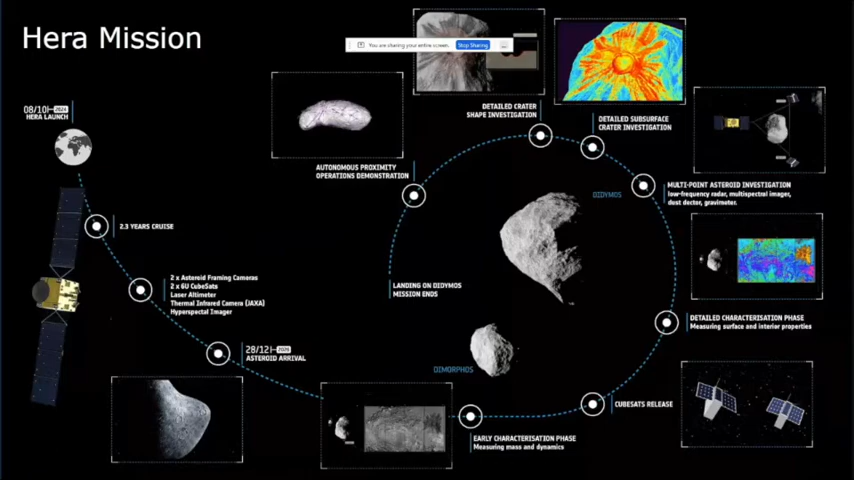 Hera Mission
You are sharing your entire screen.
Stop Sharing
08/10 2024
HERA LAUNCH
2.3 YEARS CRUISE
2 x Asteroid Framing Cameras
2 x 6U CubeSats
Laser Altimeter
Thermal Infrared Camera (JAXA)
Hyperspectral Imager
28/12 2026
ASTEROID ARRIVAL
EARLY CHARACTERISATION PHASE
Measuring mass and dynamics
CUBESATS RELEASE
DETAILED CHARACTERISATION PHASE
Measuring surface and interior properties
MULTI-POINT ASTEROID INVESTIGATION
low-frequency radar, multispectral imager,
dust dector, gravimeter.
DETAILED SUBSURFACE
CRATER INVESTIGATION
DETAILED CRATER
SHAPE INVESTIGATION
AUTONOMOUS PROXIMITY
OPERATIONS DEMONSTRATION
LANDING ON DIDYMOS
MISSION ENDS
DIDYMOS
DIMORPHOS